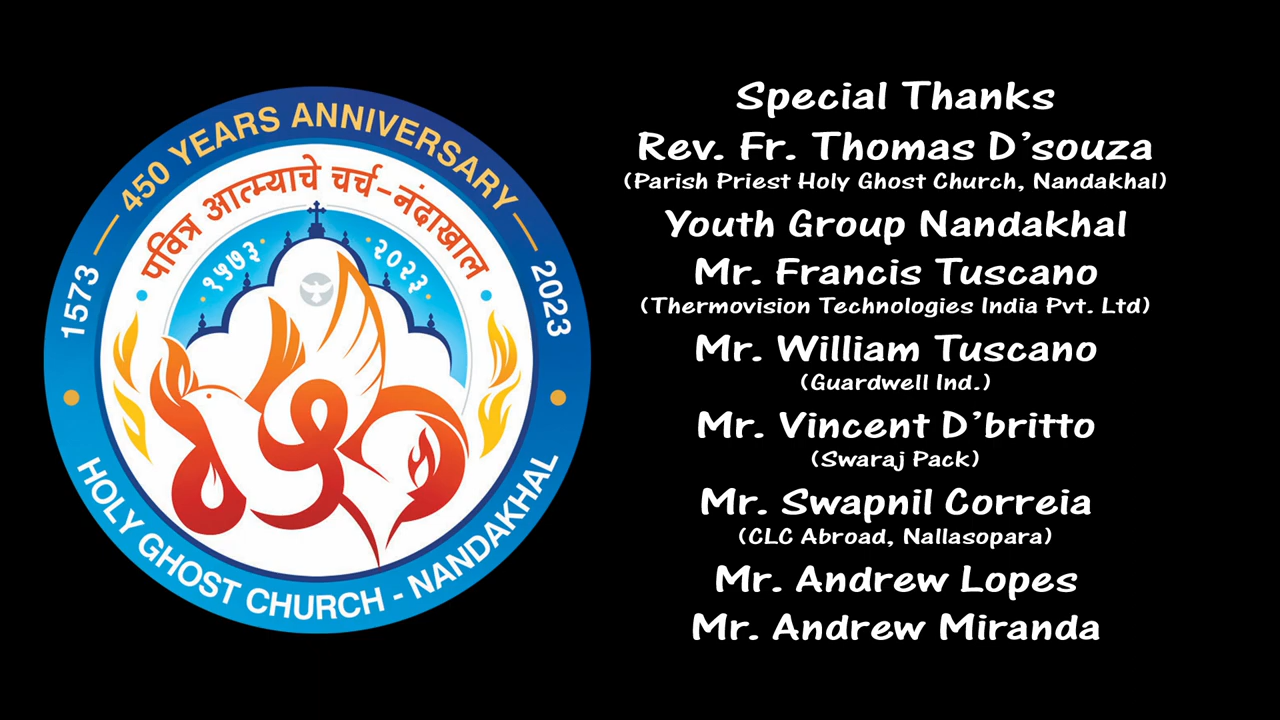 1573 — 450 YEARS ANNIVERSARY — 2023
पवित्र आत्म्याचे चर्च-नंदाखाल
१५७३
२०२३
४५०
HOLY GHOST CHURCH - NANDAKHAL
Special Thanks
Rev. Fr. Thomas D'souza
(Parish Priest Holy Ghost Church, Nandakhal)
Youth Group Nandakhal
Mr. Francis Tuscano
(Thermovision Technologies India Pvt. Ltd)
Mr. William Tuscano
(Guardwell Ind.)
Mr. Vincent D'britto
(Swaraj Pack)
Mr. Swapnil Correia
(CLC Abroad, Nallasopara)
Mr. Andrew Lopes
Mr. Andrew Miranda